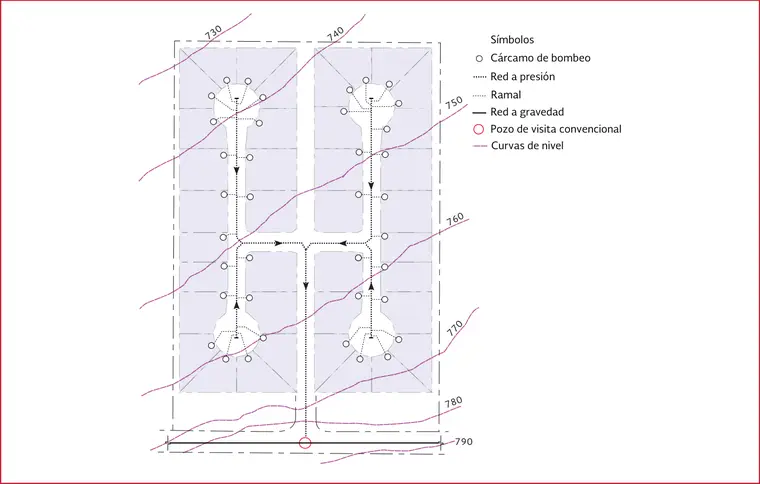 730
740
Símbolos
Cárcamo de bombeo
Red a presión
Ramal
Red a gravedad
Pozo de visita convencional
Curvas de nivel
750
760
770
780
790